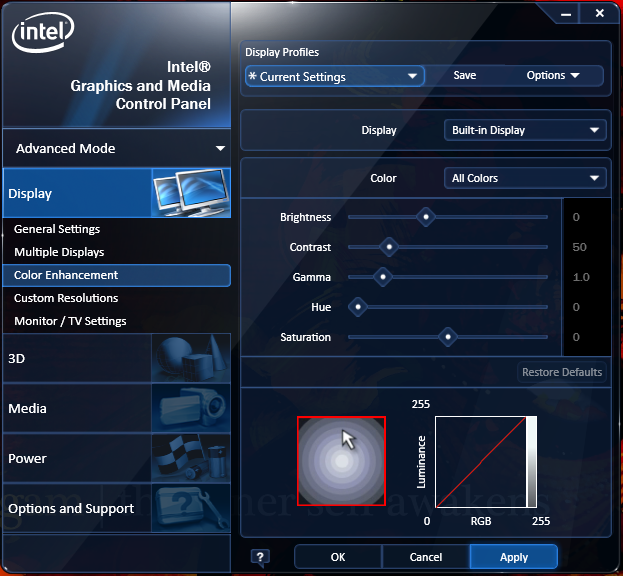 intel
Intel®
Graphics and Media
Control Panel
Advanced Mode
Display
General Settings
Multiple Displays
Color Enhancement
Custom Resolutions
Monitor / TV Settings
3D
Media
Power
Options and Support
Display Profiles
* Current Settings
Save
Options
Display
Built-in Display
Color
All Colors
Brightness
0
Contrast
50
Gamma
1.0
Hue
0
Saturation
0
Restore Defaults
255
Luminance
0
RGB
255
?
OK
Cancel
Apply